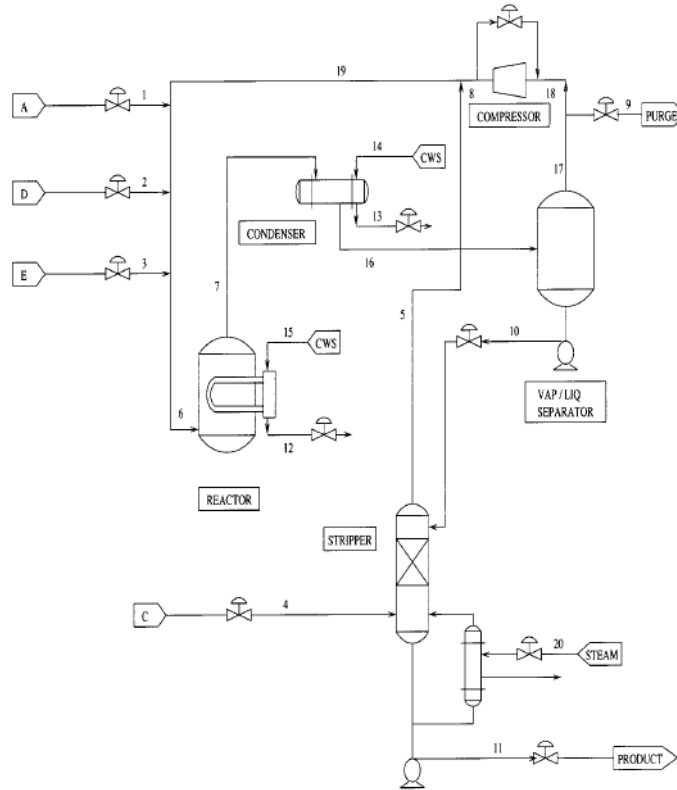 19
8
18
COMPRESSOR
9
PURGE
A
1
14
CWS
17
D
2
13
CONDENSER
16
E
3
7
5
10
15
CWS
VAP / LIQ
SEPARATOR
6
12
REACTOR
STRIPPER
C
4
20
STEAM
11
PRODUCT